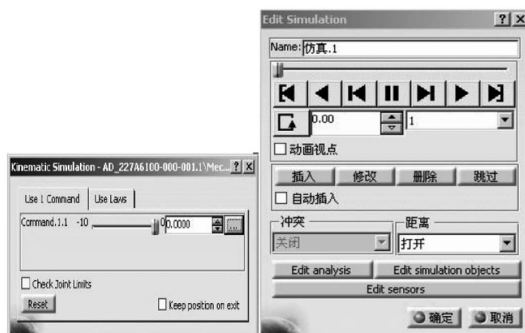 Kinematic Simulation - AD_227A6100-000-001.1\Mec...
Use 1 Command
Use Laws
Command.1.1 -10 0 0.0000
Check Joint Limits
Reset
Keep position on exit
Edit Simulation
Name: 仿真.1
0.00
1
动画视点
插入
修改
删除
跳过
自动插入
冲突
距离
关闭
打开
Edit analysis
Edit simulation objects
Edit sensors
确定
取消